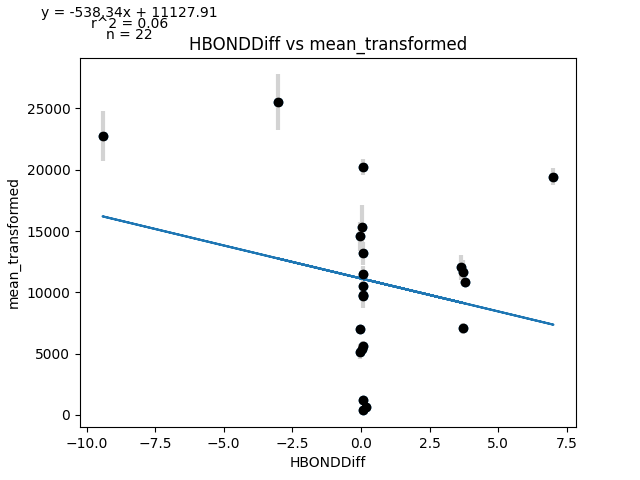 y = -538.34x + 11127.91
r^2 = 0.06
n = 22
HBONDDiff vs mean_transformed
mean_transformed
25000
20000
15000
10000
5000
0
−10.0 −7.5 −5.0 −2.5 0.0 2.5 5.0 7.5
HBONDDiff